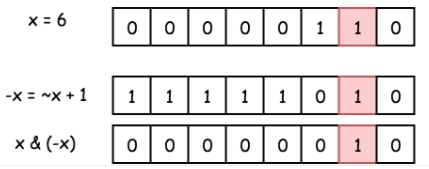 x = 6 0 0 0 0 0 1 1 0
-x = ~x + 1 1 1 1 1 1 0 1 0
x & (-x) 0 0 0 0 0 0 1 0